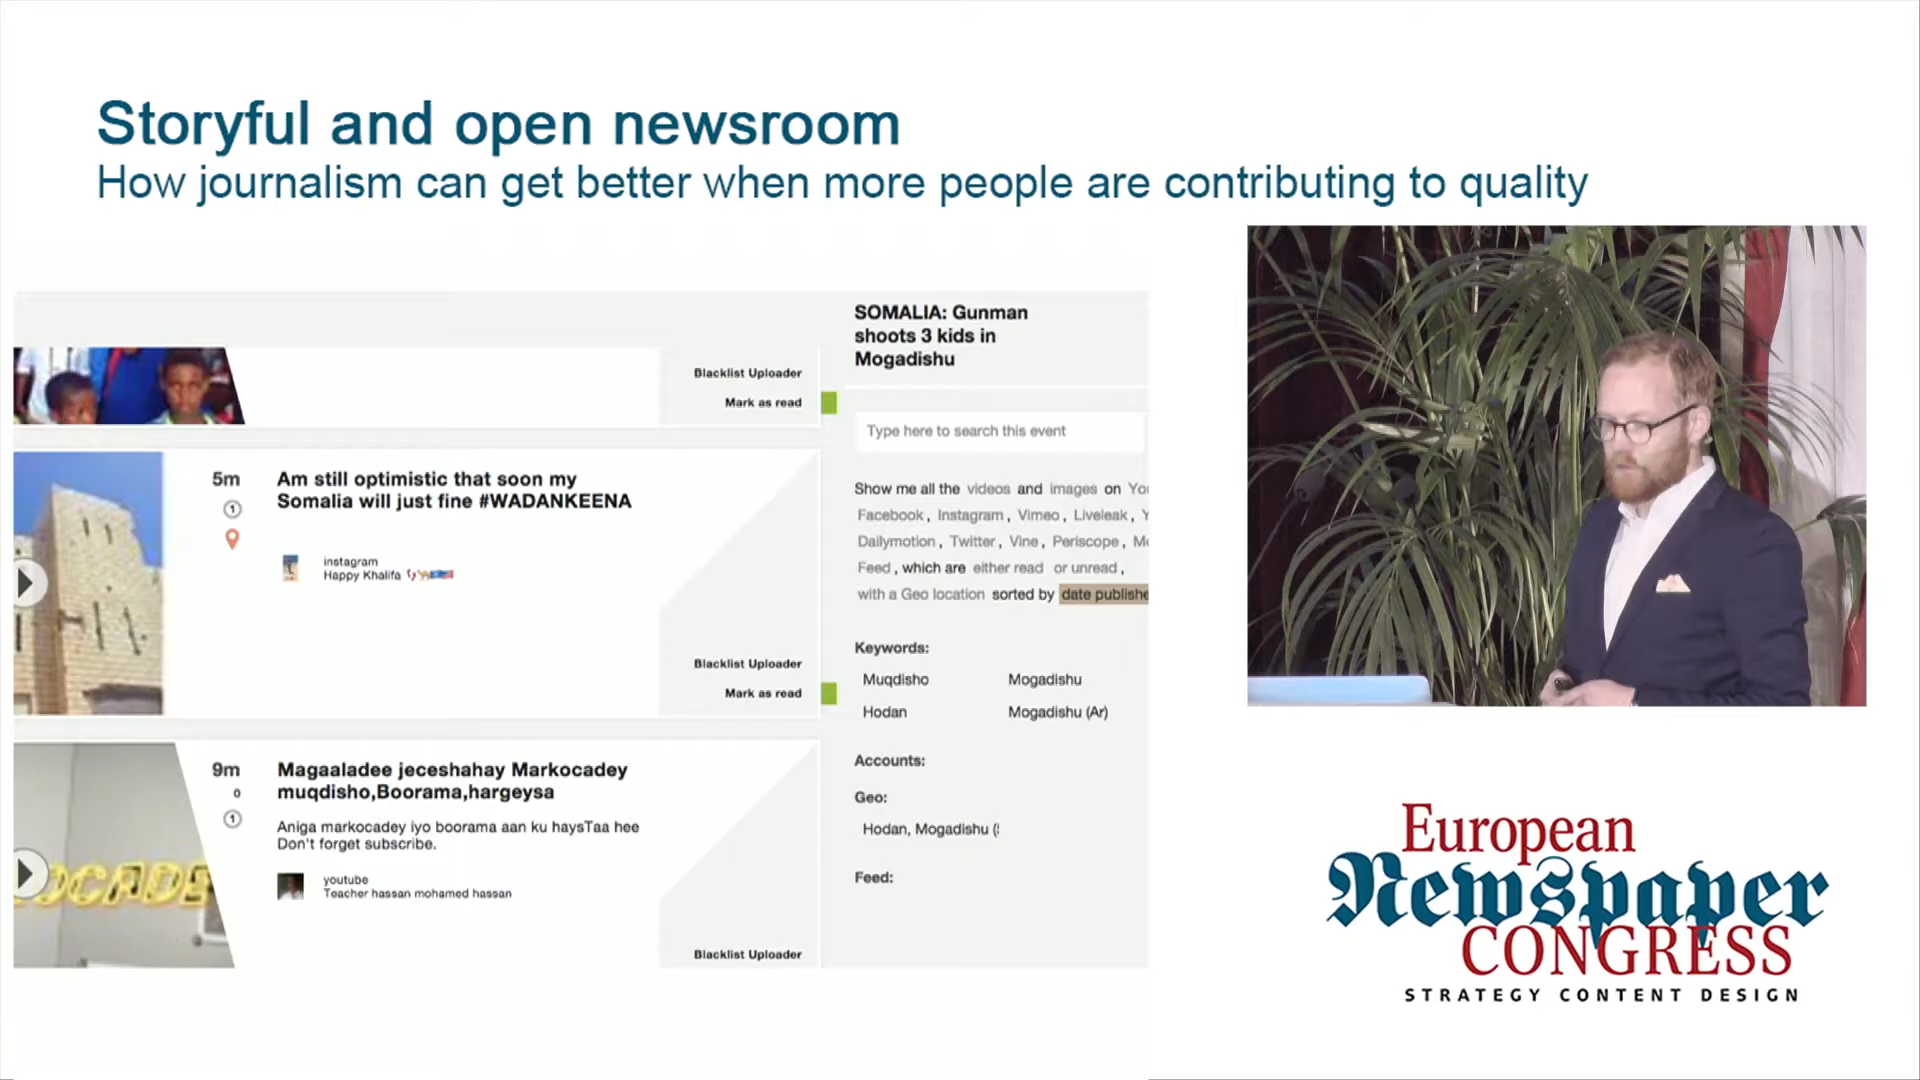 Storyful and open newsroom
How journalism can get better when more people are contributing to quality
Blacklist Uploader
Mark as read
5m
1
Am still optimistic that soon my
Somalia will just fine #WADANKEENA
instagram
Happy Khalifa
Blacklist Uploader
Mark as read
9m
0
1
Magaaladee jeceshahay Markocadey
muqdisho,Boorama,hargeysa
Aniga markocadey iyo boorama aan ku haysTaa hee
Don't forget subscribe.
youtube
Teacher hassan mohamed hassan
Blacklist Uploader
SOMALIA: Gunman
shoots 3 kids in
Mogadishu
Type here to search this event
Show me all the videos and images on You
Facebook, Instagram, Vimeo, Liveleak, Y
Dailymotion, Twitter, Vine, Periscope, Me
Feed, which are either read or unread,
with a Geo location sorted by date publishe
Keywords:
Muqdisho Mogadishu
Hodan Mogadishu (Ar)
Accounts:
Geo:
Hodan, Mogadishu (
Feed:
European
Newspaper
CONGRESS
STRATEGY CONTENT DESIGN